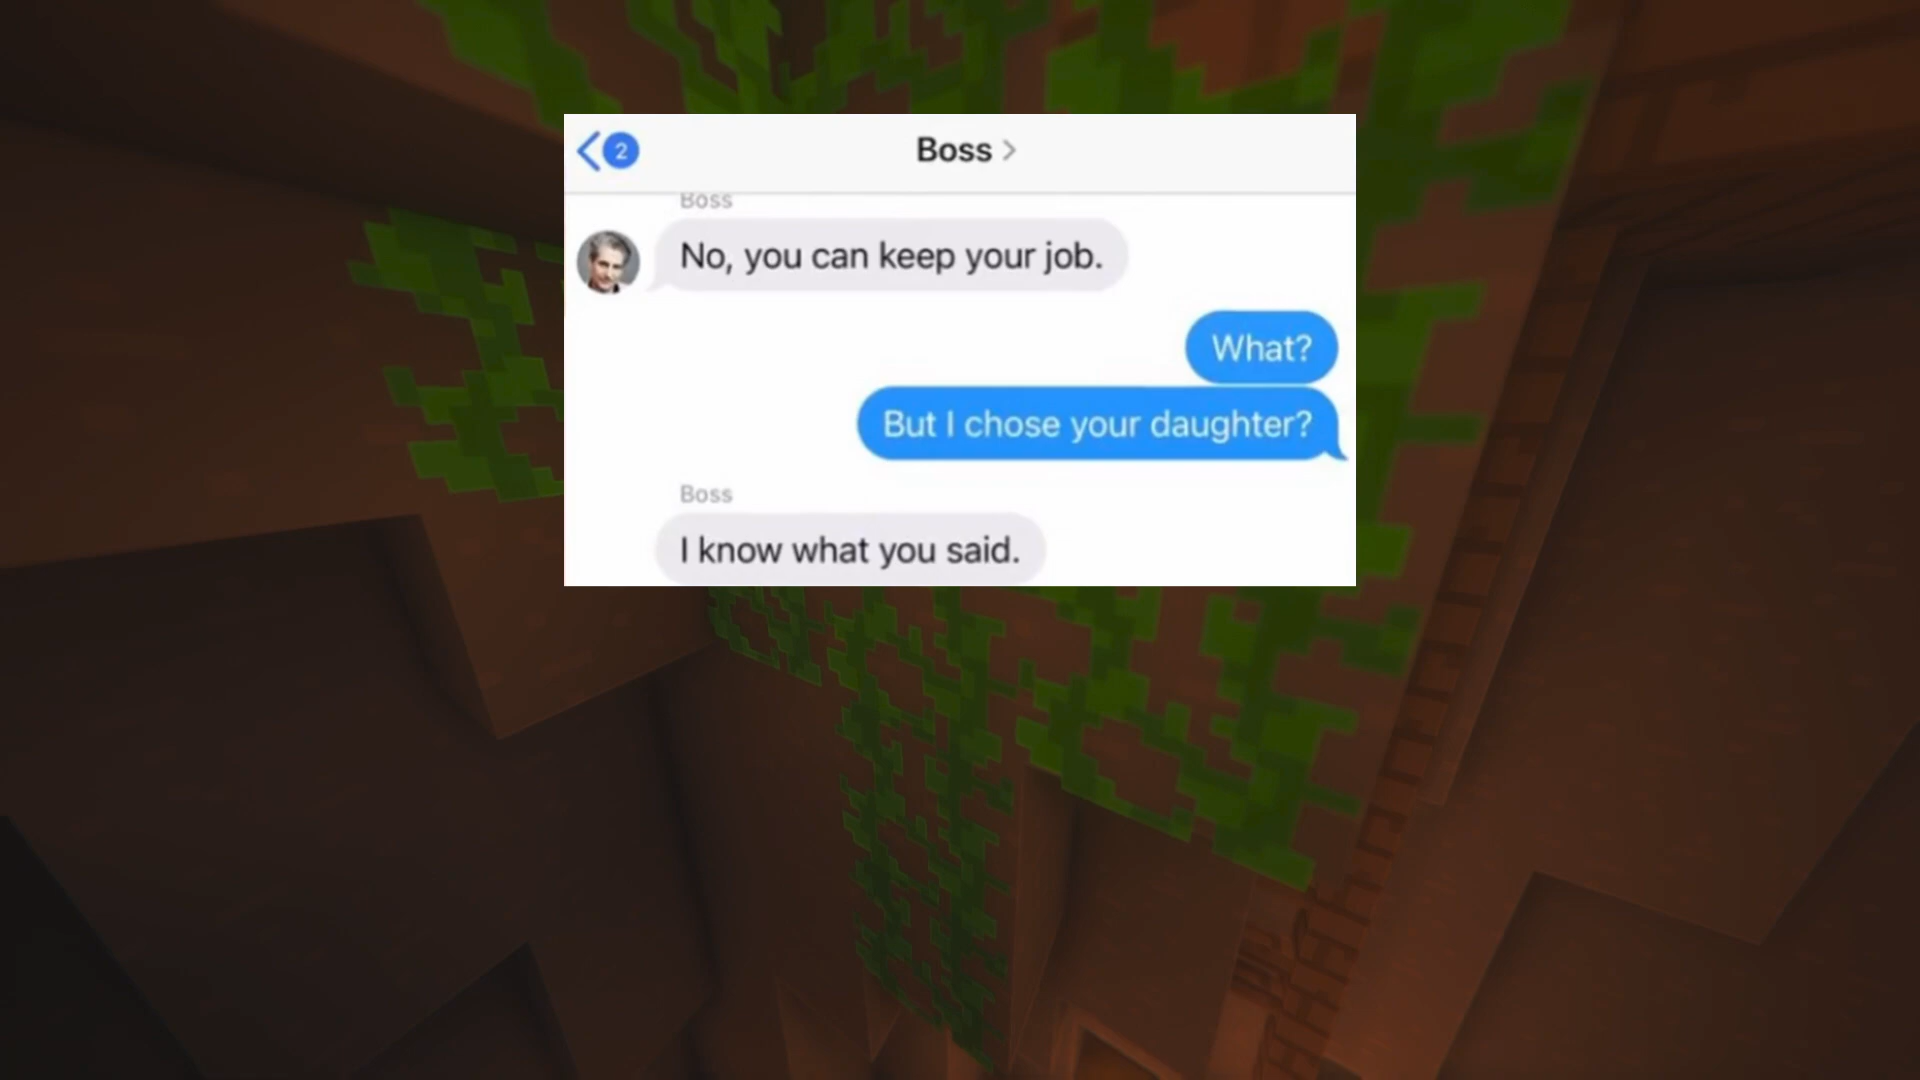 2
Boss
Boss
No, you can keep your job.
What?
But I chose your daughter?
Boss
I know what you said.